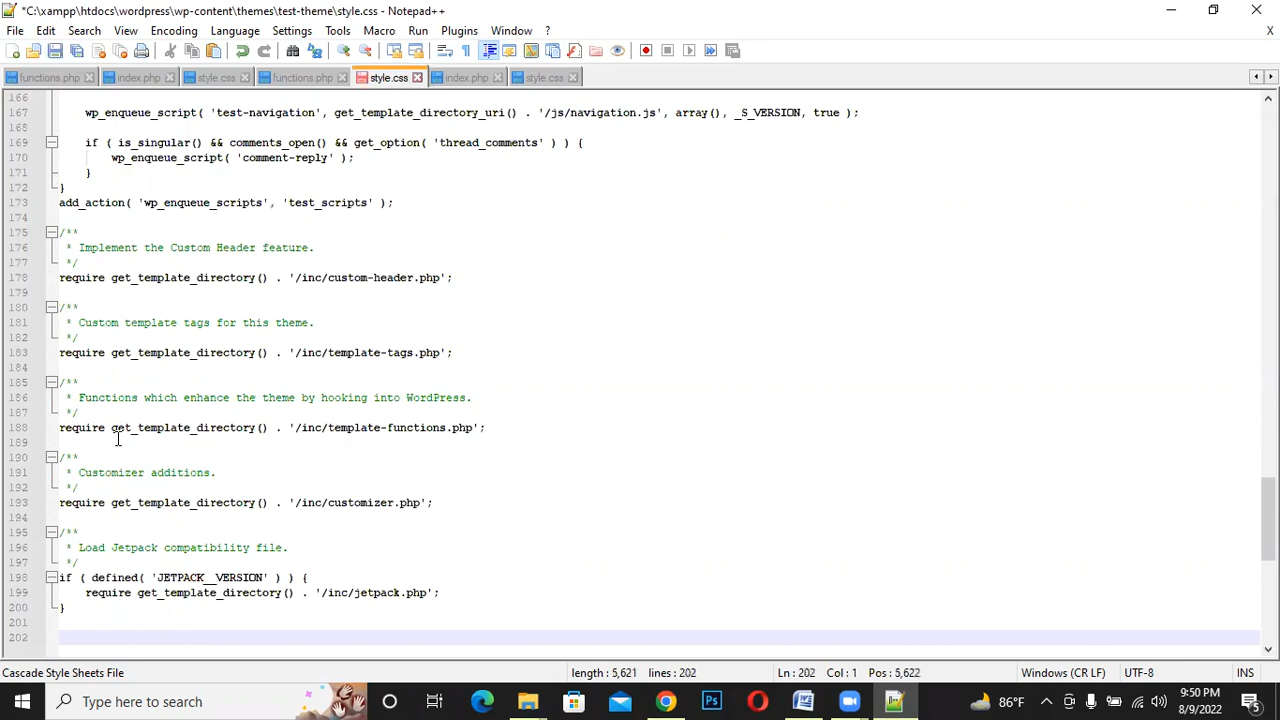 *C:\xampp\htdocs\wordpress\wp-content\themes\test-theme\style.css - Notepad++
File Edit Search View Encoding Language Settings Tools Macro Run Plugins Window ?
X
functions.php index.php style.css functions.php style.css index.php style.css
166
167 wp_enqueue_script( 'test-navigation', get_template_directory_uri() . '/js/navigation.js', array(), _S_VERSION, true );
168
169 if ( is_singular() && comments_open() && get_option( 'thread_comments' ) ) {
170 wp_enqueue_script( 'comment-reply' );
171 }
172 }
173 add_action( 'wp_enqueue_scripts', 'test_scripts' );
174
175 /**
176 * Implement the Custom Header feature.
177 */
178 require get_template_directory() . '/inc/custom-header.php';
179
180 /**
181 * Custom template tags for this theme.
182 */
183 require get_template_directory() . '/inc/template-tags.php';
184
185 /**
186 * Functions which enhance the theme by hooking into WordPress.
187 */
188 require get_template_directory() . '/inc/template-functions.php';
189
190 /**
191 * Customizer additions.
192 */
193 require get_template_directory() . '/inc/customizer.php';
194
195 /**
196 * Load Jetpack compatibility file.
197 */
198 if ( defined( 'JETPACK__VERSION' ) ) {
199 require get_template_directory() . '/inc/jetpack.php';
200 }
201
202
Cascade Style Sheets File length : 5,621 lines : 202 Ln : 202 Col : 1 Pos : 5,622 Windows (CR LF) UTF-8 INS
Type here to search Ps W 86°F 9:50 PM
8/9/2022 5